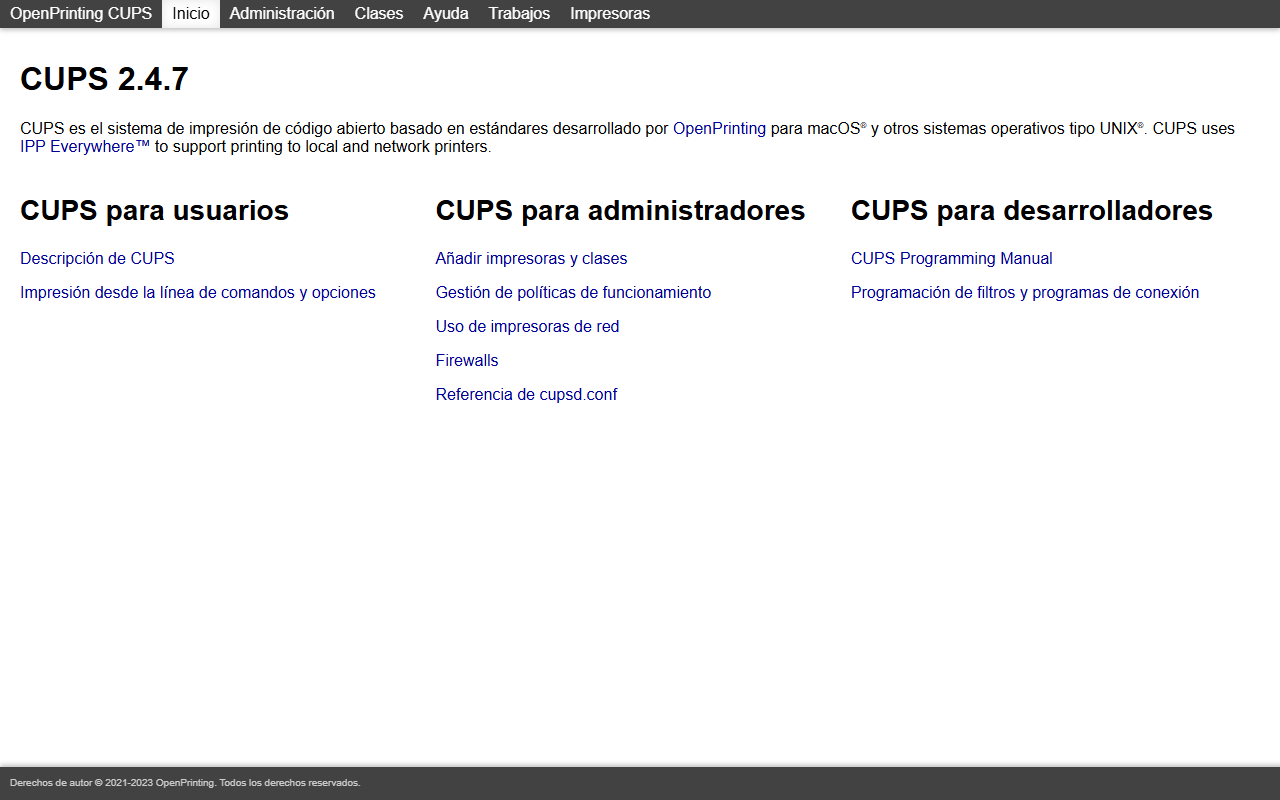 OpenPrinting CUPS Inicio Administración Clases Ayuda Trabajos Impresoras
CUPS 2.4.7
CUPS es el sistema de impresión de código abierto basado en estándares desarrollado por OpenPrinting para macOS® y otros sistemas operativos tipo UNIX®. CUPS uses
IPP Everywhere™ to support printing to local and network printers.
CUPS para usuarios
Descripción de CUPS
Impresión desde la línea de comandos y opciones
CUPS para administradores
Añadir impresoras y clases
Gestión de políticas de funcionamiento
Uso de impresoras de red
Firewalls
Referencia de cupsd.conf
CUPS para desarrolladores
CUPS Programming Manual
Programación de filtros y programas de conexión
Derechos de autor © 2021-2023 OpenPrinting. Todos los derechos reservados.